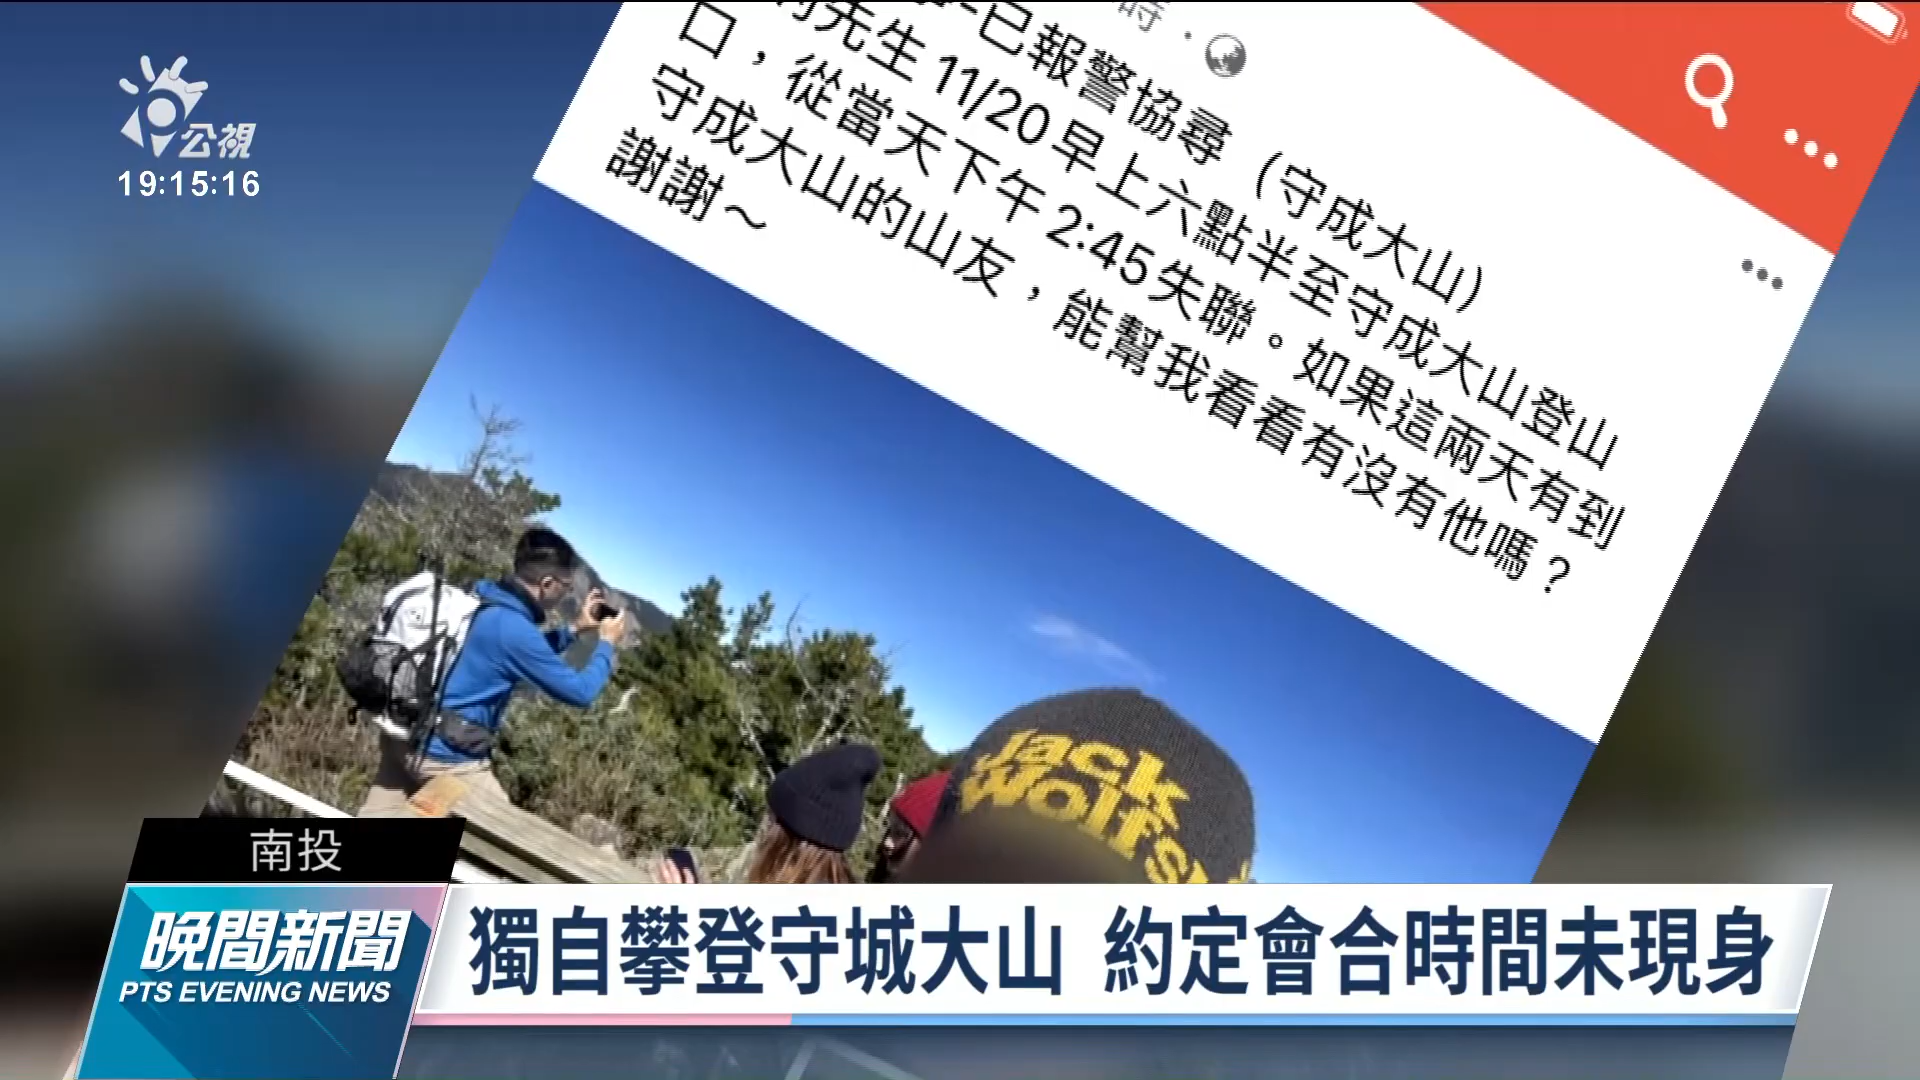 公視
19:15:16
時·
已報警協尋（守成大山）
先生 11/20 早上六點半至守成大山登山
口，從當天下午 2:45 失聯。如果這兩天有到
守成大山的山友，能幫我看看有沒有他嗎？
謝謝～
Jack
Wolfs
南投
晚間新聞
PTS EVENING NEWS
獨自攀登守城大山 約定會合時間未現身